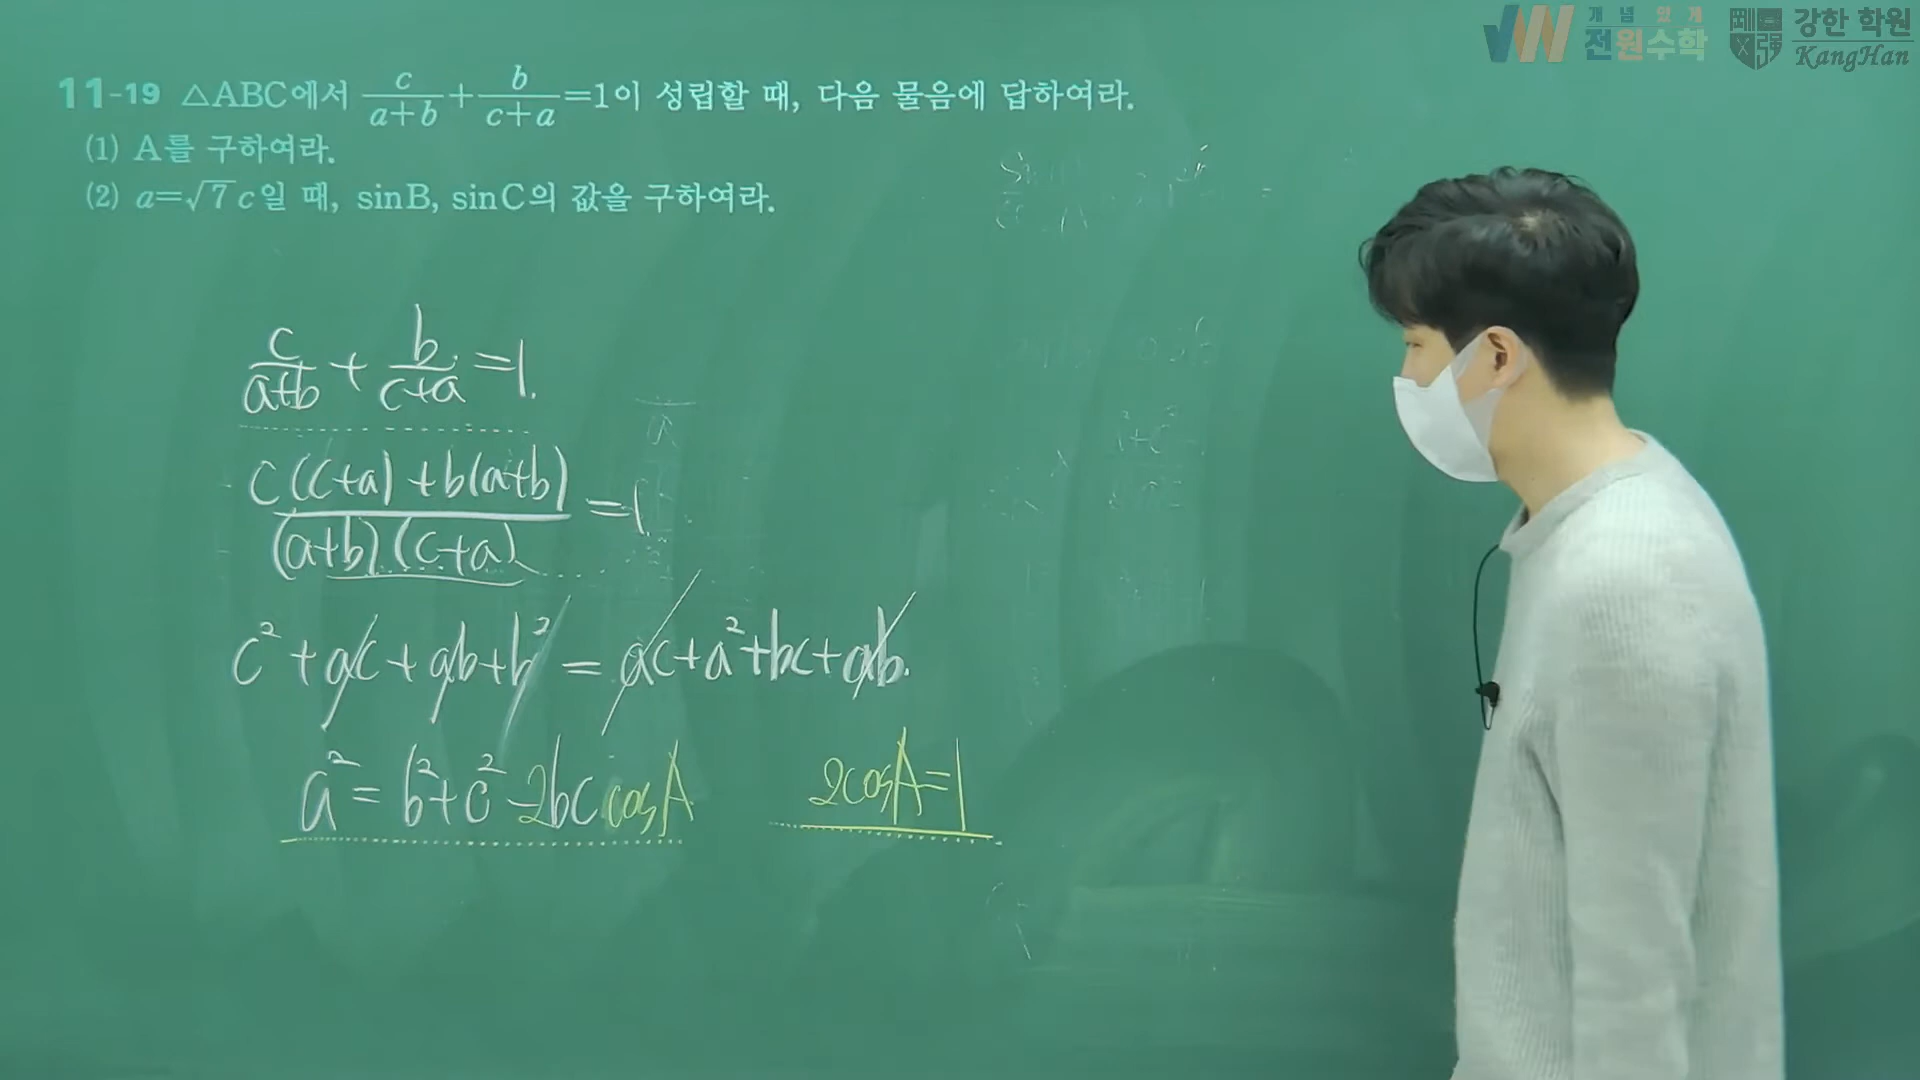 개념있게
전원수학
강한 학원
KangHan
11-19 △ABC에서 c/(a+b)+b/(c+a)=1이 성립할 때, 다음 물음에 답하여라.
(1) A를 구하여라.
(2) a=√7c일 때, sinB, sinC의 값을 구하여라.
c/(a+b) + b/(c+a) = 1.
(c(c+a)+b(a+b))/((a+b)(c+a)) = 1
c²+ac+ab+b² = ac+a²+bc+ab.
a² = b²+c²-2bc cosA
2cosA=1